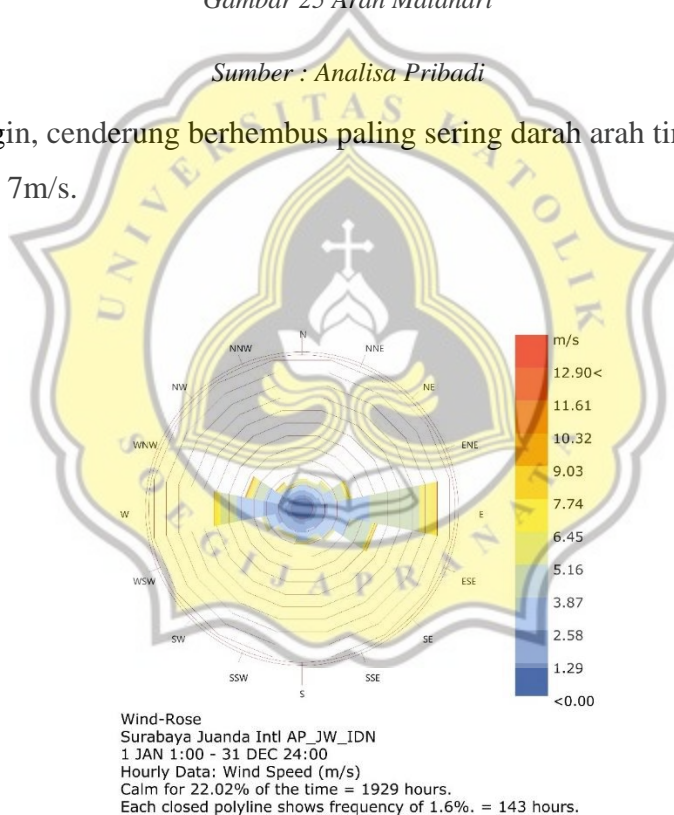 Gambar 25 Arah Matahari
Sumber : Analisa Pribadi
gin, cenderung berhembus paling sering darah arah tim
7m/s.
UNIVERSITAS KATOLIK
SOEGIJAPRANATA
N
NNW
NNE
NW
NE
WNW
ENE
W
E
WSW
ESE
SW
SE
SSW
SSE
S
m/s
12.90<
11.61
10.32
9.03
7.74
6.45
5.16
3.87
2.58
1.29
<0.00
Wind-Rose
Surabaya Juanda Intl AP_JW_IDN
1 JAN 1:00 - 31 DEC 24:00
Hourly Data: Wind Speed (m/s)
Calm for 22.02% of the time = 1929 hours.
Each closed polyline shows frequency of 1.6%. = 143 hours.